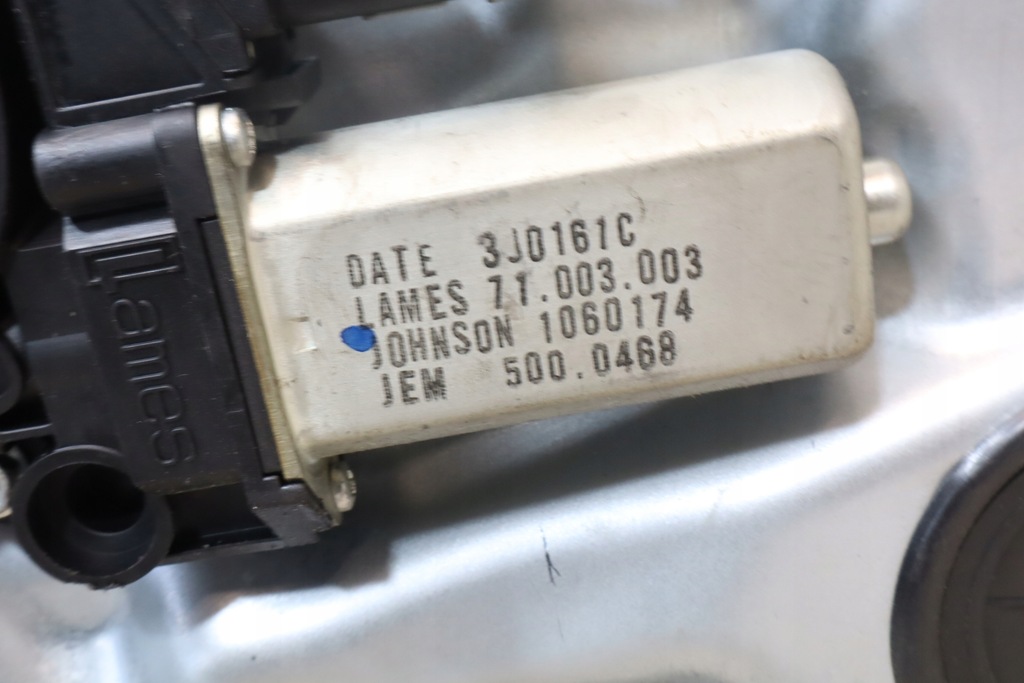 DATE 3J0161C
LAMES 71.003.003
JOHNSON 1060174
JEM 500.0468
Lames